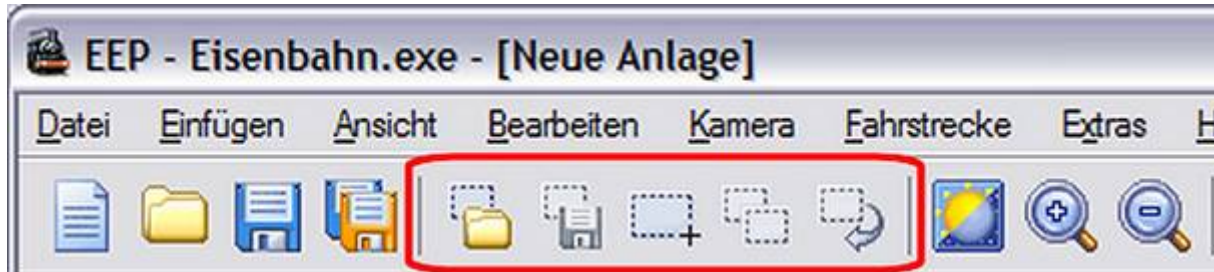 EEP - Eisenbahn.exe - [Neue Anlage]
Datei Einfügen Ansicht Bearbeiten Kamera Fahrstrecke Extras